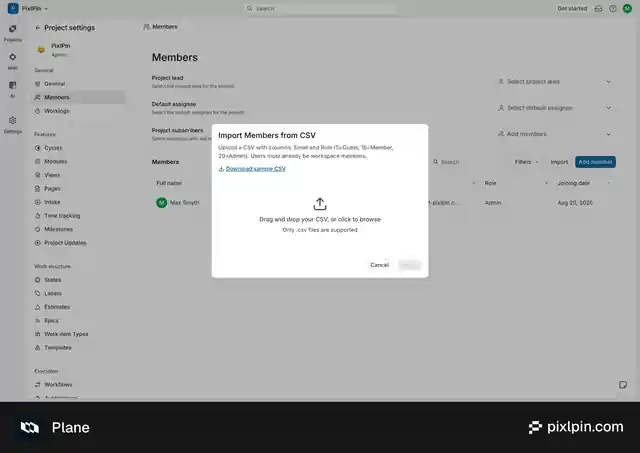 PixlPin
Search
Get started
M
Projects
Wiki
AI
Settings
Project settings
PixlPin
Admin
General
General
Members
Worklogs
Features
Cycles
Modules
Views
Pages
Intake
Time tracking
Milestones
Project Updates
Work structure
States
Labels
Estimates
Epics
Work item Types
Templates
Execution
Workflows
Members
Members
Project lead
Select the
Select project lead
Default assignee
Select default assignee
Project subscribers
Add members
Members
Search
Filters
Import
Add member
Full name
Role
Joining date
M
Max Smyth
Admin
Aug 20, 2026
Import Members from CSV
Upload a CSV with columns: Email and Role (5=Guest, 15=Member,
20=Admin). Users must already be workspace members.
Download sample CSV
Drag and drop your CSV, or click to browse
Only .csv files are supported
Cancel
Plane
pixlpin.com